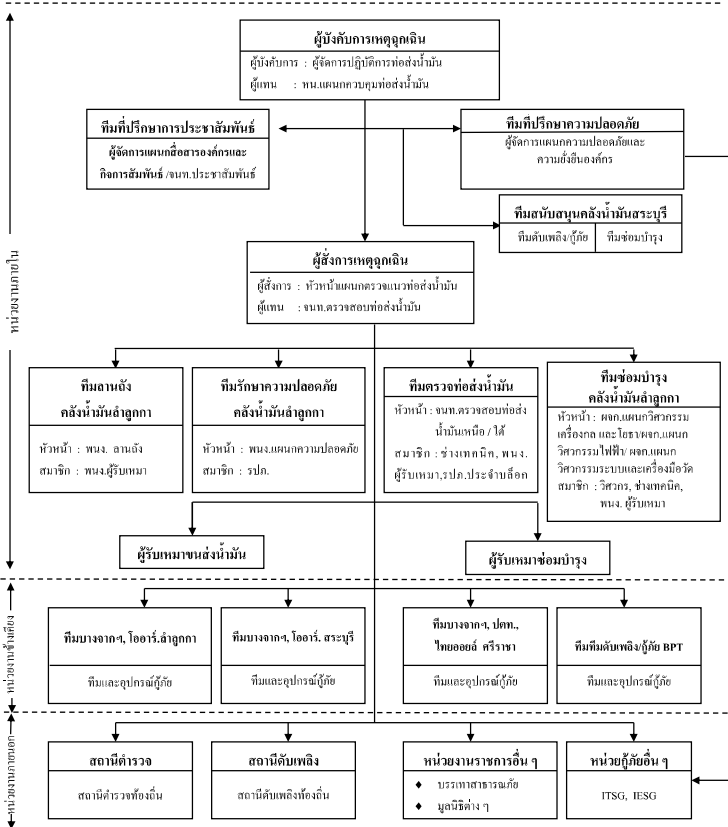 ผู้บังคับการเหตุฉุกเฉิน
ผู้บังคับการ : ผู้จัดการปฏิบัติการท่อส่งน้ำมัน
ผู้แทน : หน.แผนกควบคุมท่อส่งน้ำมัน
ทีมที่ปรึกษาการประชาสัมพันธ์
ผู้จัดการแผนกสื่อสารองค์กรและ
กิจการสัมพันธ์ /จนท.ประชาสัมพันธ์
ทีมที่ปรึกษาความปลอดภัย
ผู้จัดการแผนกความปลอดภัยและ
ความยั่งยืนองค์กร
ทีมสนับสนุนคลังน้ำมันสระบุรี
ทีมดับเพลิง/กู้ภัย
ทีมซ่อมบำรุง
หน่วยงานภายใน
ผู้สั่งการเหตุฉุกเฉิน
ผู้สั่งการ : หัวหน้าแผนกตรวจแนวท่อส่งน้ำมัน
ผู้แทน : จนท.ตรวจสอบท่อส่งน้ำมัน
ทีมลานถัง
คลังน้ำมันลำลูกกา
หัวหน้า : พนง. ลานถัง
สมาชิก : พนง.ผู้รับเหมา
ทีมรักษาความปลอดภัย
คลังน้ำมันลำลูกกา
หัวหน้า : พนง.แผนกความปลอดภัย
สมาชิก : รปภ.
ทีมตรวจท่อส่งน้ำมัน
หัวหน้า : จนท.ตรวจสอบท่อส่ง
น้ำมันเหนือ / ใต้
สมาชิก : ช่างเทคนิค, พนง.
ผู้รับเหมา,รปภ.ประจำบล็อก
ทีมซ่อมบำรุง
คลังน้ำมันลำลูกกา
หัวหน้า : ผจก.แผนกวิศวกรรม
เครื่องกล และโยธา/ผจก.แผนก
วิศวกรรมไฟฟ้า/ ผจก.แผนก
วิศวกรรมระบบและเครื่องมือวัด
สมาชิก : วิศวกร, ช่างเทคนิค,
พนง. ผู้รับเหมา
ผู้รับเหมาขนส่งน้ำมัน
ผู้รับเหมาซ่อมบำรุง
หน่วยงานข้างเคียง
ทีมบางจากฯ, โออาร์.ลำลูกกา
ทีมและอุปกรณ์กู้ภัย
ทีมบางจากฯ, โออาร์. สระบุรี
ทีมและอุปกรณ์กู้ภัย
ทีมบางจากฯ, ปตท.,
ไทยออยล์ ศรีราชา
ทีมและอุปกรณ์กู้ภัย
ทีมทีมดับเพลิง/กู้ภัย BPT
ทีมและอุปกรณ์กู้ภัย
หน่วยงานภายนอก
สถานีตำรวจ
สถานีตำรวจท้องถิ่น
สถานีดับเพลิง
สถานีดับเพลิงท้องถิ่น
หน่วยงานราชการอื่น ๆ
♦ บรรเทาสาธารณภัย
♦ มูลนิธิต่าง ๆ
หน่วยกู้ภัยอื่น ๆ
ITSG, IESG